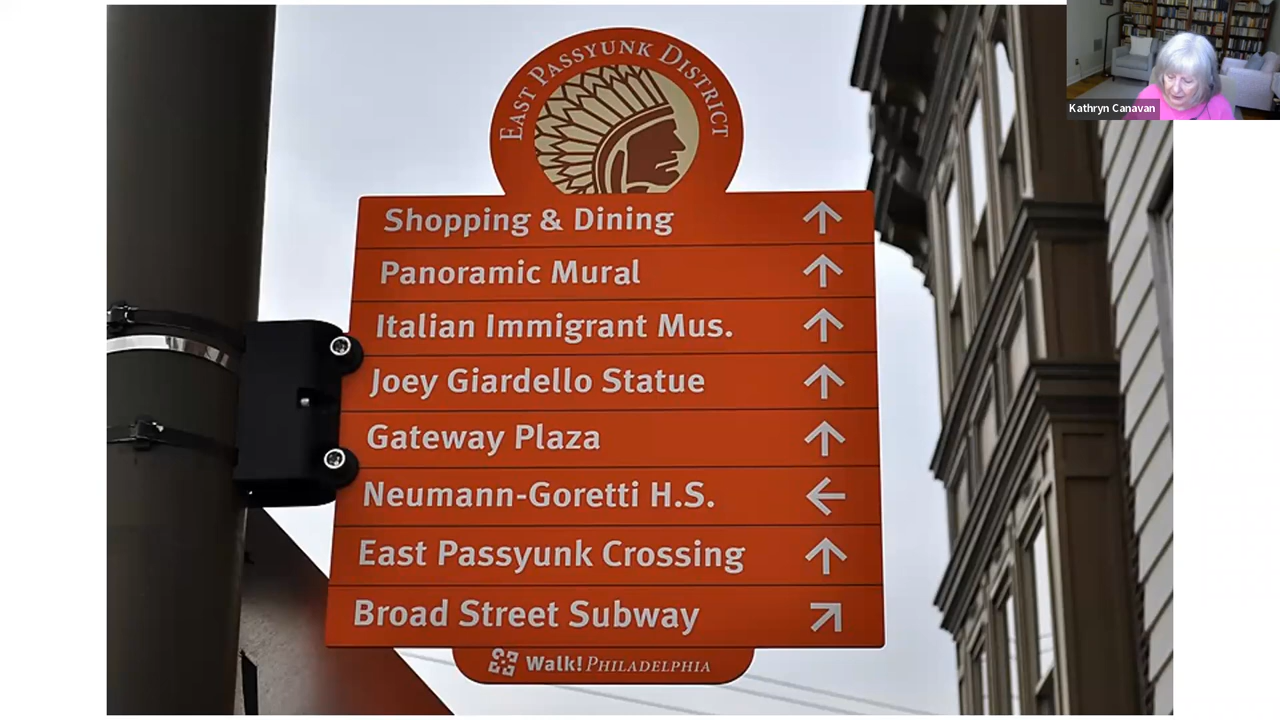 Kathryn Canavan
EAST PASSYUNK DISTRICT
Shopping & Dining
Panoramic Mural
Italian Immigrant Mus.
Joey Giardello Statue
Gateway Plaza
Neumann-Goretti H.S.
East Passyunk Crossing
Broad Street Subway
Walk! PHILADELPHIA